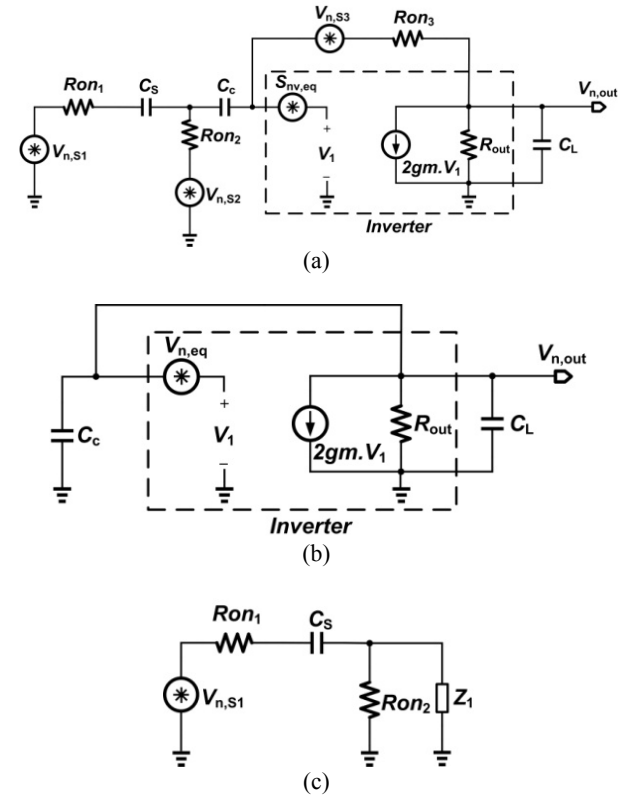 Vn,S3
Ron3
Ron1
CS
Cc
Snv,eq
Vn,out
Vn,S1
Ron2
+
V1
–
2gm.V1
Rout
CL
Vn,S2
Inverter
(a)
Vn,eq
Vn,out
Cc
+
V1
–
2gm.V1
Rout
CL
Inverter
(b)
Ron1
CS
Vn,S1
Ron2
Z1
(c)